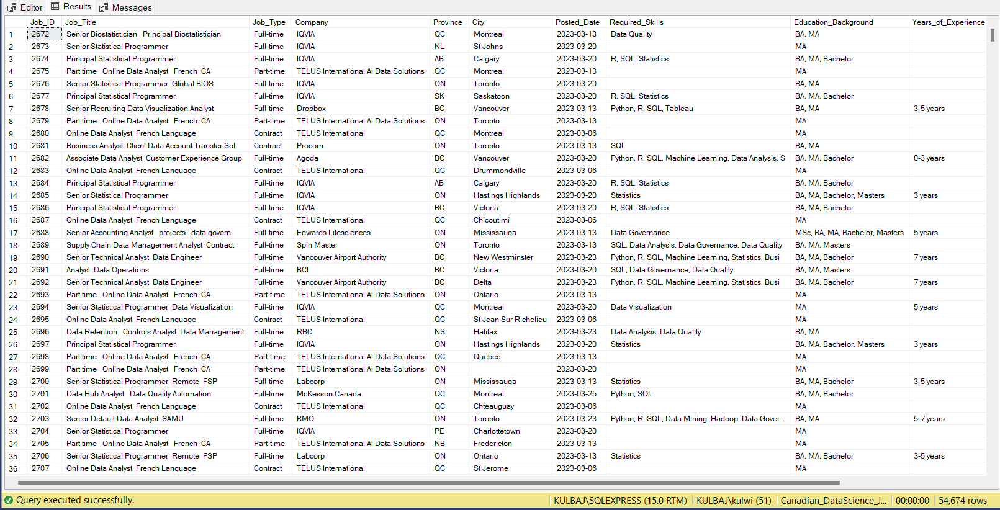 Editor Results Messages
Job_ID Job_Title Job_Type Company Province City Posted_Date Required_Skills Education_Background Years_of_Experience
1 2672 Senior Biostatistician Principal Biostatistician Full-time IQVIA QC Montreal 2023-03-13 Data Quality BA, MA
2 2673 Senior Statistical Programmer Full-time IQVIA NL St Johns 2023-03-20 MA
3 2674 Principal Statistical Programmer Full-time IQVIA AB Calgary 2023-03-20 R, SQL, Statistics BA, MA, Bachelor
4 2675 Part time Online Data Analyst French CA Part-time TELUS International AI Data Solutions QC Montreal 2023-03-13 MA
5 2676 Senior Statistical Programmer Global BIOS Full-time IQVIA ON Toronto 2023-03-20 BA, MA
6 2677 Principal Statistical Programmer Full-time IQVIA SK Saskatoon 2023-03-20 R, SQL, Statistics BA, MA, Bachelor
7 2678 Senior Recruiting Data Visualization Analyst Full-time Dropbox BC Vancouver 2023-03-13 Python, R, SQL, Tableau BA, MA 3-5 years
8 2679 Part time Online Data Analyst French CA Part-time TELUS International AI Data Solutions ON Toronto 2023-03-13 MA
9 2680 Online Data Analyst French Language Contract TELUS International QC Montreal 2023-03-06 MA
10 2681 Business Analyst Client Data Account Transfer Sol Contract Procom ON Toronto 2023-03-13 SQL BA, MA
11 2682 Associate Data Analyst Customer Experience Group Full-time Agoda BC Vancouver 2023-03-20 Python, R, SQL, Machine Learning, Data Analysis, S BA, MA, Bachelor 0-3 years
12 2683 Online Data Analyst French Language Contract TELUS International QC Drummondville 2023-03-06 MA
13 2684 Principal Statistical Programmer Full-time IQVIA AB Calgary 2023-03-20 R, SQL, Statistics BA, MA, Bachelor
14 2685 Senior Statistical Programmer Full-time IQVIA ON Hastings Highlands 2023-03-20 Statistics BA, MA, Bachelor, Masters 3 years
15 2686 Principal Statistical Programmer Full-time IQVIA BC Victoria 2023-03-20 R, SQL, Statistics BA, MA, Bachelor
16 2687 Online Data Analyst French Language Contract TELUS International QC Chicoutimi 2023-03-06 MA
17 2688 Senior Accounting Analyst projects data govern Full-time Edwards Lifesciences ON Mississauga 2023-03-13 Data Governance MSc, BA, MA, Bachelor, Masters 5 years
18 2689 Supply Chain Data Management Analyst Contract Full-time Spin Master ON Toronto 2023-03-13 SQL, Data Analysis, Data Governance, Data Quality BA, MA, Masters
19 2690 Senior Technical Analyst Data Engineer Full-time Vancouver Airport Authority BC New Westminster 2023-03-23 Python, R, SQL, Machine Learning, Statistics, Busi BA, MA, Bachelor 7 years
20 2691 Analyst Data Operations Full-time BCI BC Victoria 2023-03-20 SQL, Data Governance, Data Quality BA, MA, Masters
21 2692 Senior Technical Analyst Data Engineer Full-time Vancouver Airport Authority BC Delta 2023-03-23 Python, R, SQL, Machine Learning, Statistics, Busi BA, MA, Bachelor 7 years
22 2693 Part time Online Data Analyst French CA Part-time TELUS International AI Data Solutions ON Ontario 2023-03-13 MA
23 2694 Senior Statistical Programmer Data Visualization Full-time IQVIA QC Montreal 2023-03-20 Data Visualization MA 5 years
24 2695 Online Data Analyst French Language Contract TELUS International QC St Jean Sur Richelieu 2023-03-06 MA
25 2696 Data Retention Controls Analyst Data Management Full-time RBC NS Halifax 2023-03-23 Data Analysis, Data Quality BA, MA
26 2697 Principal Statistical Programmer Full-time IQVIA ON Hastings Highlands 2023-03-20 Statistics BA, MA, Bachelor, Masters 3 years
27 2698 Part time Online Data Analyst French CA Part-time TELUS International AI Data Solutions QC Quebec 2023-03-13 MA
28 2699 Part time Online Data Analyst French CA Part-time TELUS International AI Data Solutions ON 2023-03-20 MA
29 2700 Senior Statistical Programmer Remote FSP Full-time Labcorp ON Mississauga 2023-03-13 Statistics BA, MA, Bachelor 3-5 years
30 2701 Data Hub Analyst Data Quality Automation Full-time McKesson Canada QC Montreal 2023-03-25 Python, SQL BA, MA, Bachelor
31 2702 Online Data Analyst French Language Contract TELUS International QC Chteauguay 2023-03-06 MA
32 2703 Senior Default Data Analyst SAMU Full-time BMO ON Toronto 2023-03-23 Python, R, SQL, Data Mining, Hadoop, Data Gover... BA, MA 5-7 years
33 2704 Senior Statistical Programmer Full-time IQVIA PE Charlottetown 2023-03-20 MA
34 2705 Part time Online Data Analyst French CA Part-time TELUS International AI Data Solutions NB Fredericton 2023-03-13 MA
35 2706 Senior Statistical Programmer Remote FSP Full-time Labcorp ON Ontario 2023-03-13 Statistics BA, MA, Bachelor 3-5 years
36 2707 Online Data Analyst French Language Contract TELUS International QC St Jerome 2023-03-06 MA
Query executed successfully. KULBAJ\SQLEXPRESS (15.0 RTM) KULBAJ\kulwi (51) Canadian_DataScience_J... 00:00:00 54,674 rows